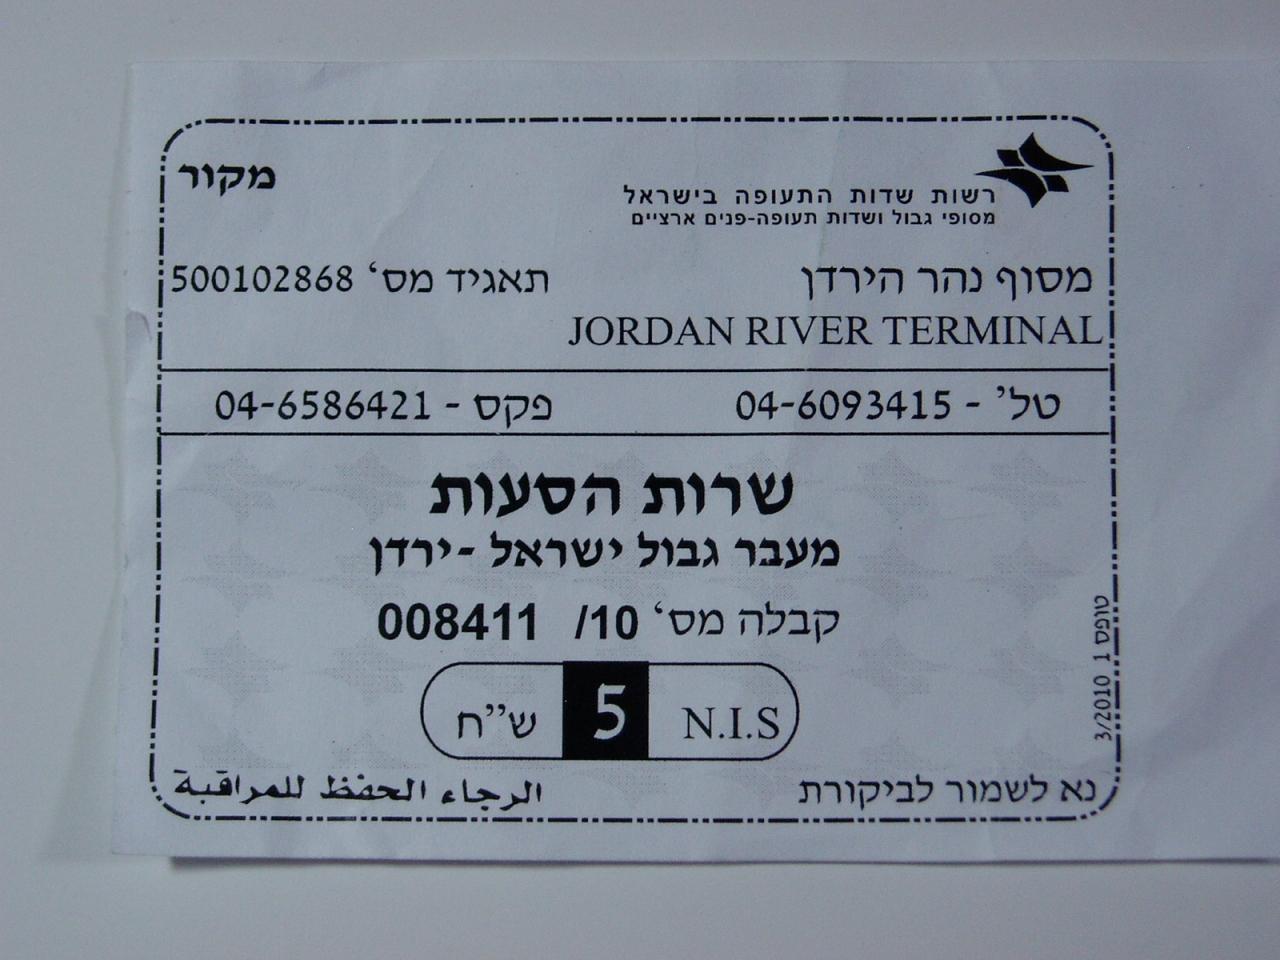 מקור
רשות שדות התעופה בישראל
מסופי גבול ושדות תעופה-פנים ארציים
מסוף נהר הירדן תאגיד מס‘ 500102868
JORDAN RIVER TERMINAL
טל’ - 04-6093415 פקס - 04-6586421
שרות הסעות
מעבר גבול ישראל -ירדן
קבלה מס‘ 10/ 008411
N.I.S 5 ש”ח
נא לשמור לביקורת الرجاء الحفظ للمراقبة
טופס 1 3/2010